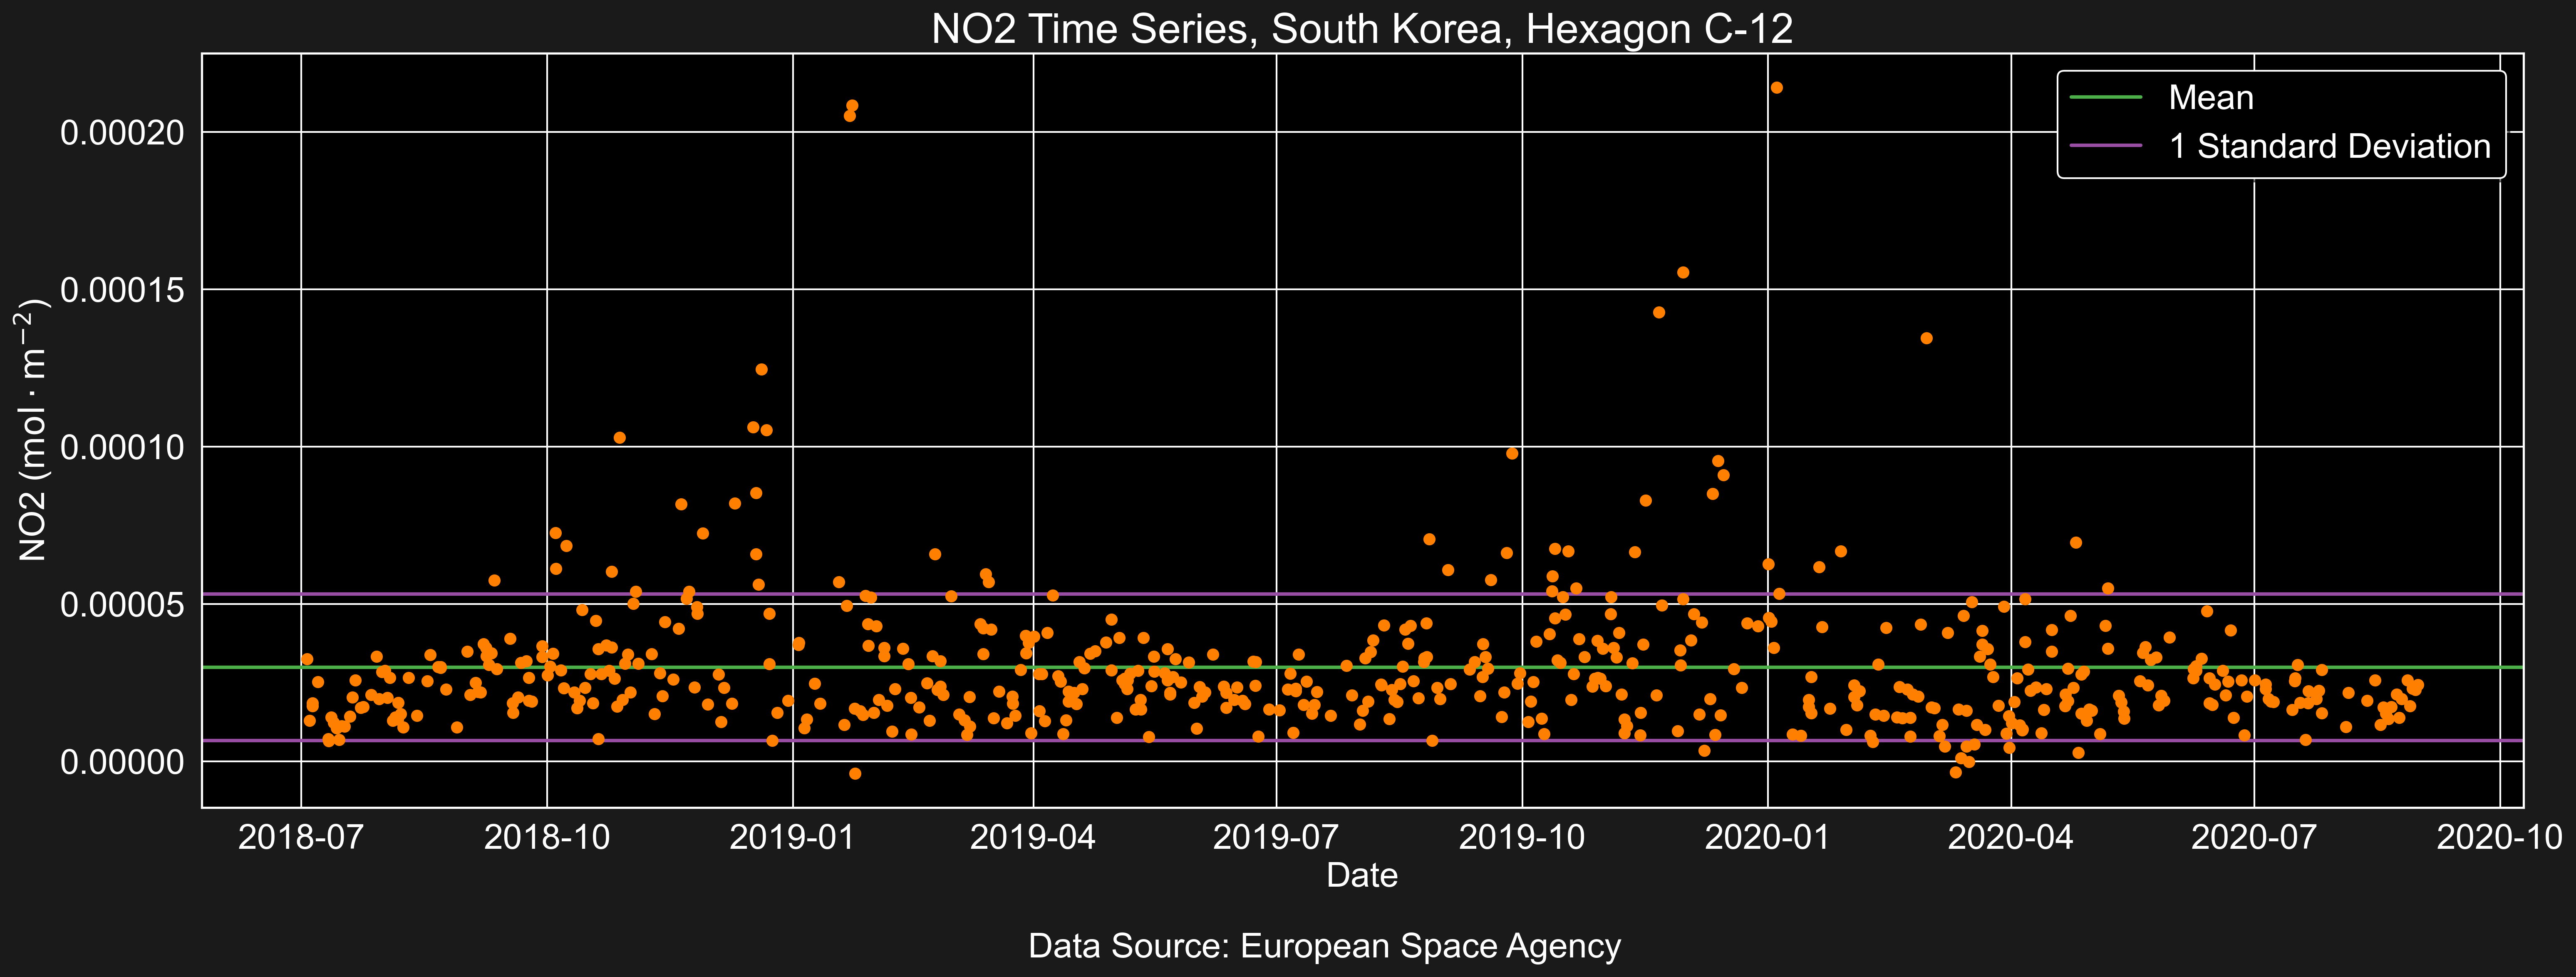 NO2 Time Series, South Korea, Hexagon C-12
Mean
1 Standard Deviation
0.00020
0.00015
0.00010
0.00005
0.00000
NO2 (mol · m⁻²)
2018-07 2018-10 2019-01 2019-04 2019-07 2019-10 2020-01 2020-04 2020-07 2020-10
Date
Data Source: European Space Agency